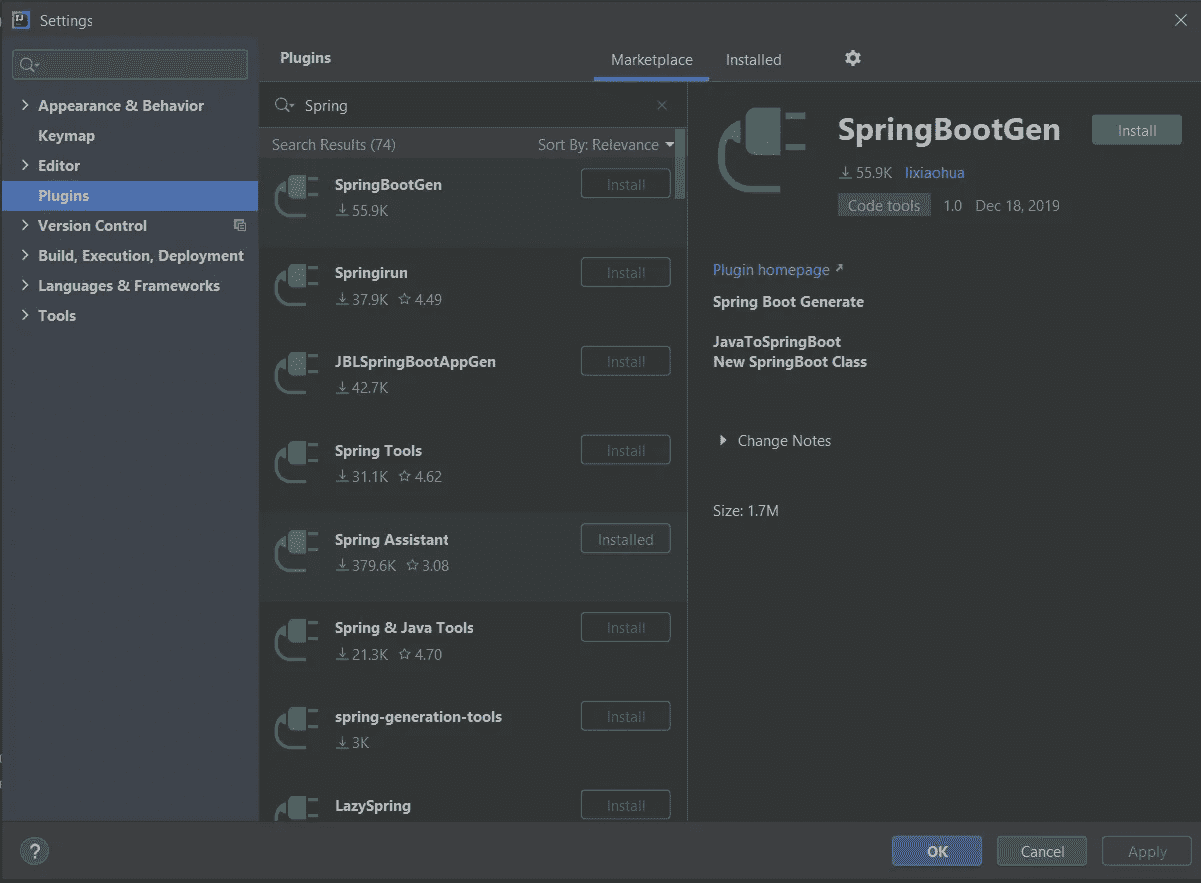 Settings
Appearance & Behavior
Keymap
Editor
Plugins
Version Control
Build, Execution, Deployment
Languages & Frameworks
Tools
Plugins
Marketplace
Installed
Spring
Search Results (74)
Sort By: Relevance
SpringBootGen
55.9K
Install
Springirun
37.9K 4.49
Install
JBLSpringBootAppGen
42.7K
Install
Spring Tools
31.1K 4.62
Install
Spring Assistant
379.6K 3.08
Installed
Spring & Java Tools
21.3K 4.70
Install
spring-generation-tools
3K
Install
LazySpring
Install
SpringBootGen
Install
55.9K lixiaohua
Code tools 1.0 Dec 18, 2019
Plugin homepage ↗
Spring Boot Generate
JavaToSpringBoot
New SpringBoot Class
Change Notes
Size: 1.7M
?
OK
Cancel
Apply